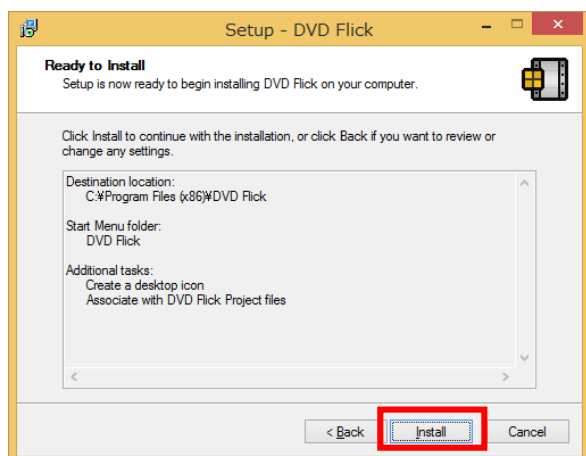 Setup - DVD Flick
Ready to Install
Setup is now ready to begin installing DVD Flick on your computer.
Click Install to continue with the installation, or click Back if you want to review or
change any settings.
Destination location:
C:¥Program Files (x86)¥DVD Flick
Start Menu folder:
DVD Flick
Additional tasks:
Create a desktop icon
Associate with DVD Flick Project files
< Back Install Cancel